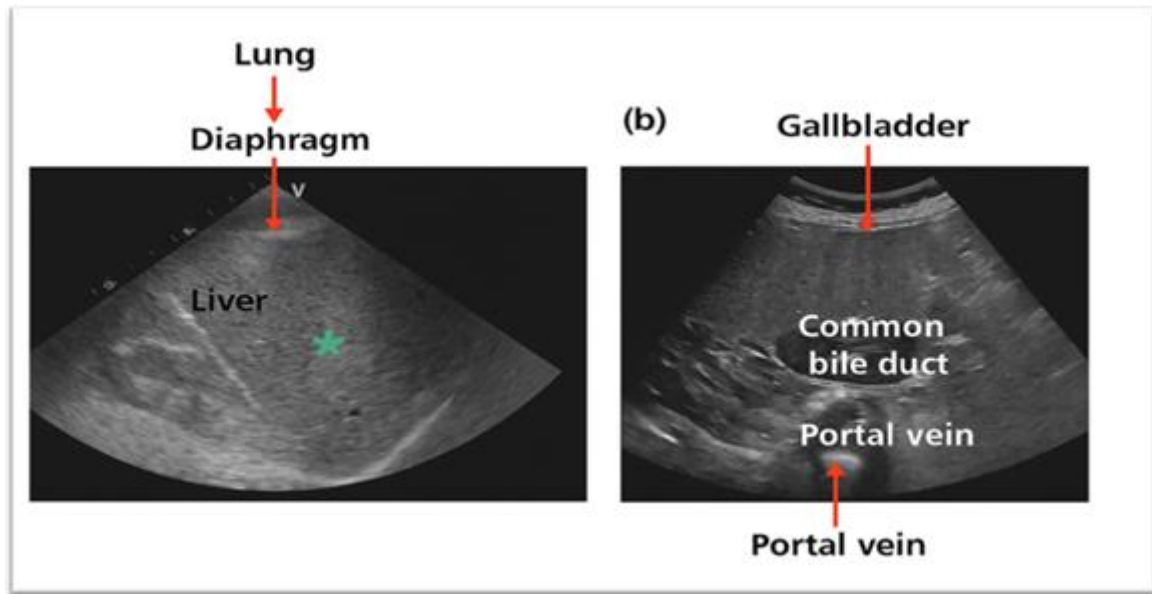 Lung
Diaphragm
V
Liver
(b)
Gallbladder
Common
bile duct
Portal vein
Portal vein